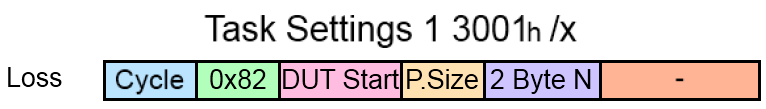 Task Settings 1 3001h /x
Loss Cycle 0x82 DUT Start P.Size 2 Byte N -